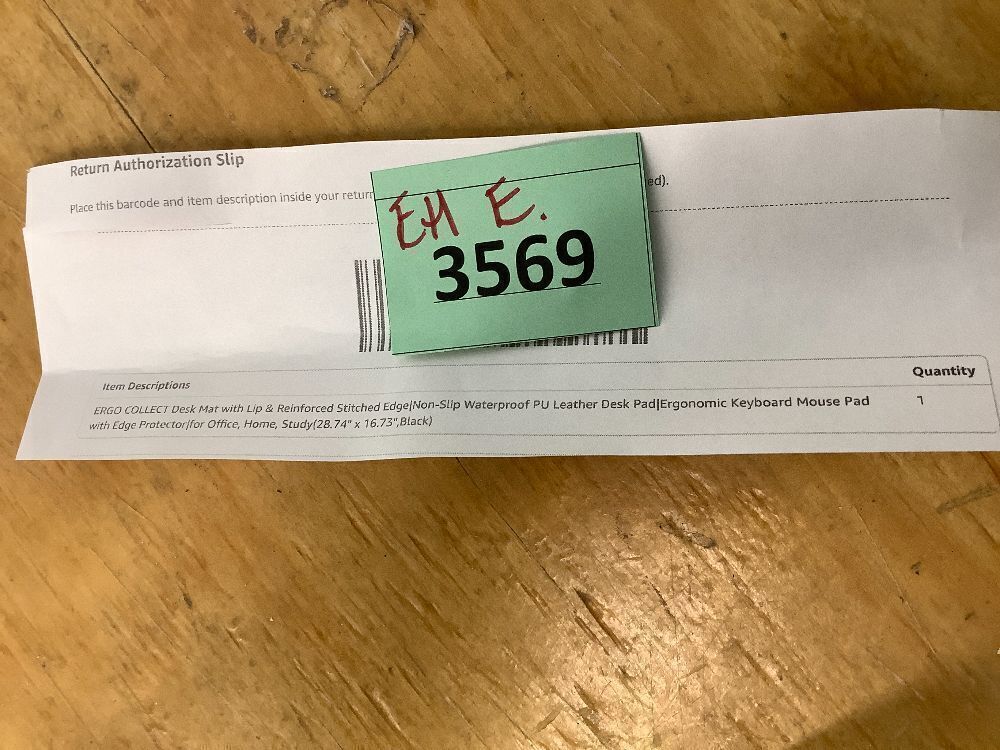 Return Authorization Slip
Place this barcode and item description inside your return
ed).
EH E.
3569
Item Descriptions
Quantity
ERGO COLLECT Desk Mat with Lip & Reinforced Stitched Edge|Non-Slip Waterproof PU Leather Desk Pad|Ergonomic Keyboard Mouse Pad
1
with Edge Protector|for Office, Home, Study(28.74" x 16.73",Black)